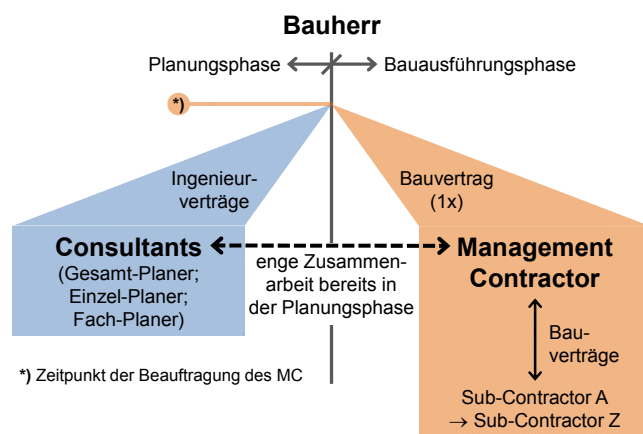 Bauherr
Planungsphase
Bauausführungsphase
*)
Ingenieur-
verträge
Bauvertrag
(1x)
Consultants
(Gesamt-Planer;
Einzel-Planer;
Fach-Planer)
enge Zusammen-
arbeit bereits in
der Planungsphase
Management
Contractor
Bau-
verträge
*) Zeitpunkt der Beauftragung des MC
Sub-Contractor A
→ Sub-Contractor Z